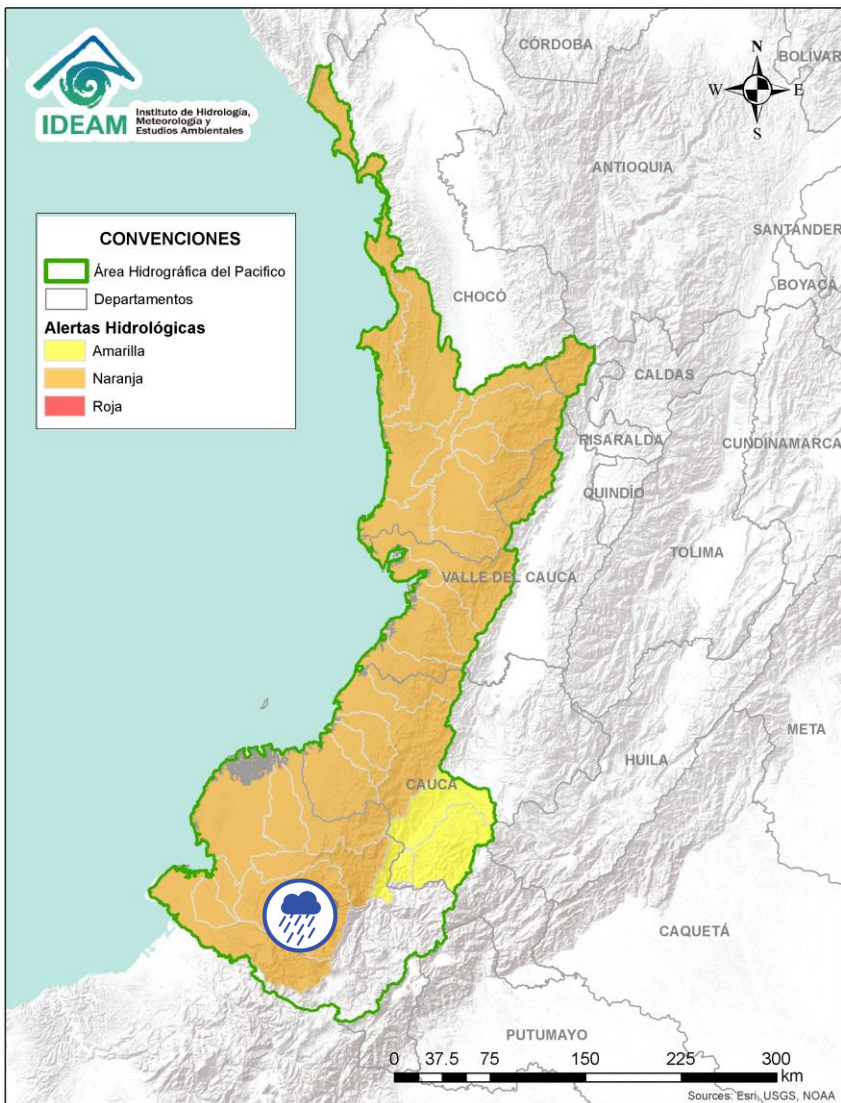 IDEAM
Instituto de Hidrología,
Meteorología y
Estudios Ambientales
CÓRDOBA
BOLÍVAR
N
W
E
S
ANTIOQUIA
SANTANDER
BOYACÁ
CONVENCIONES
Área Hidrográfica del Pacifico
Departamentos
Alertas Hidrológicas
Amarilla
Naranja
Roja
CHOCÓ
CALDAS
RISARALDA
CUNDINAMARCA
QUINDÍO
TOLIMA
VALLE DEL CAUCA
META
HUILA
CAUCA
CAQUETÁ
PUTUMAYO
0 37.5 75 150 225 300
km
Sources: Esri, USGS, NOAA